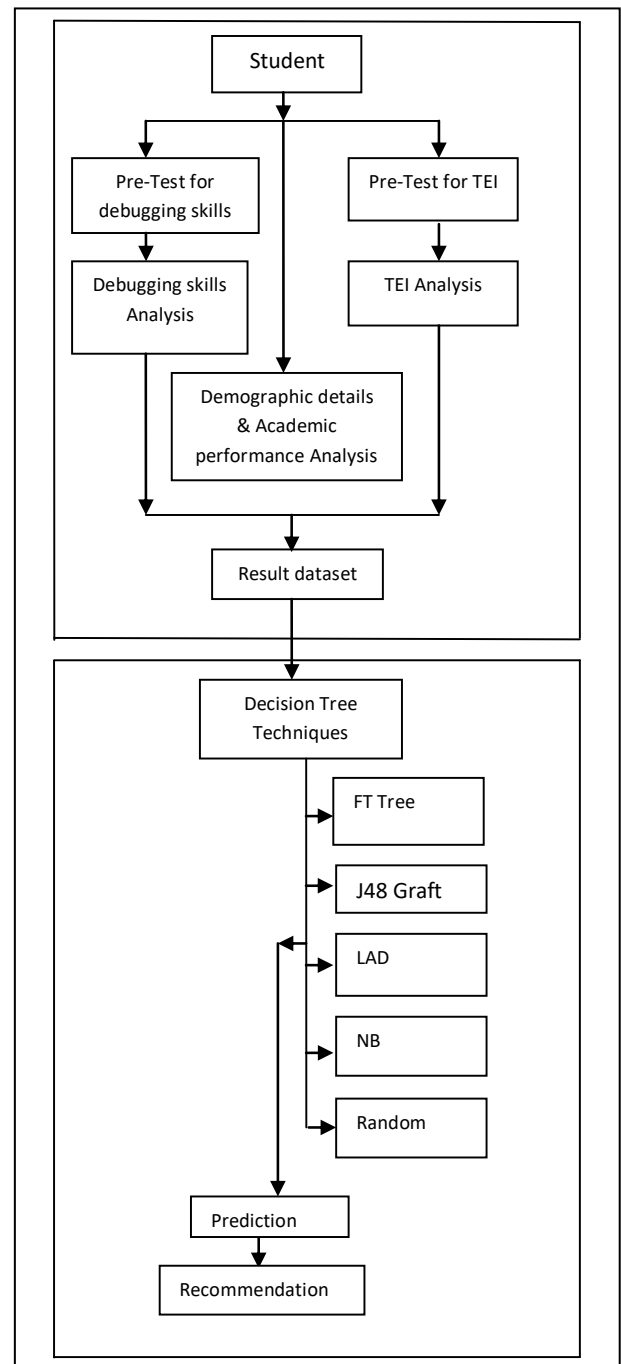 Student
Pre-Test for
debugging skills
Pre-Test for TEI
Debugging skills
Analysis
TEI Analysis
Demographic details
& Academic
performance Analysis
Result dataset
Decision Tree
Techniques
FT Tree
J48 Graft
LAD
NB
Random
Prediction
Recommendation